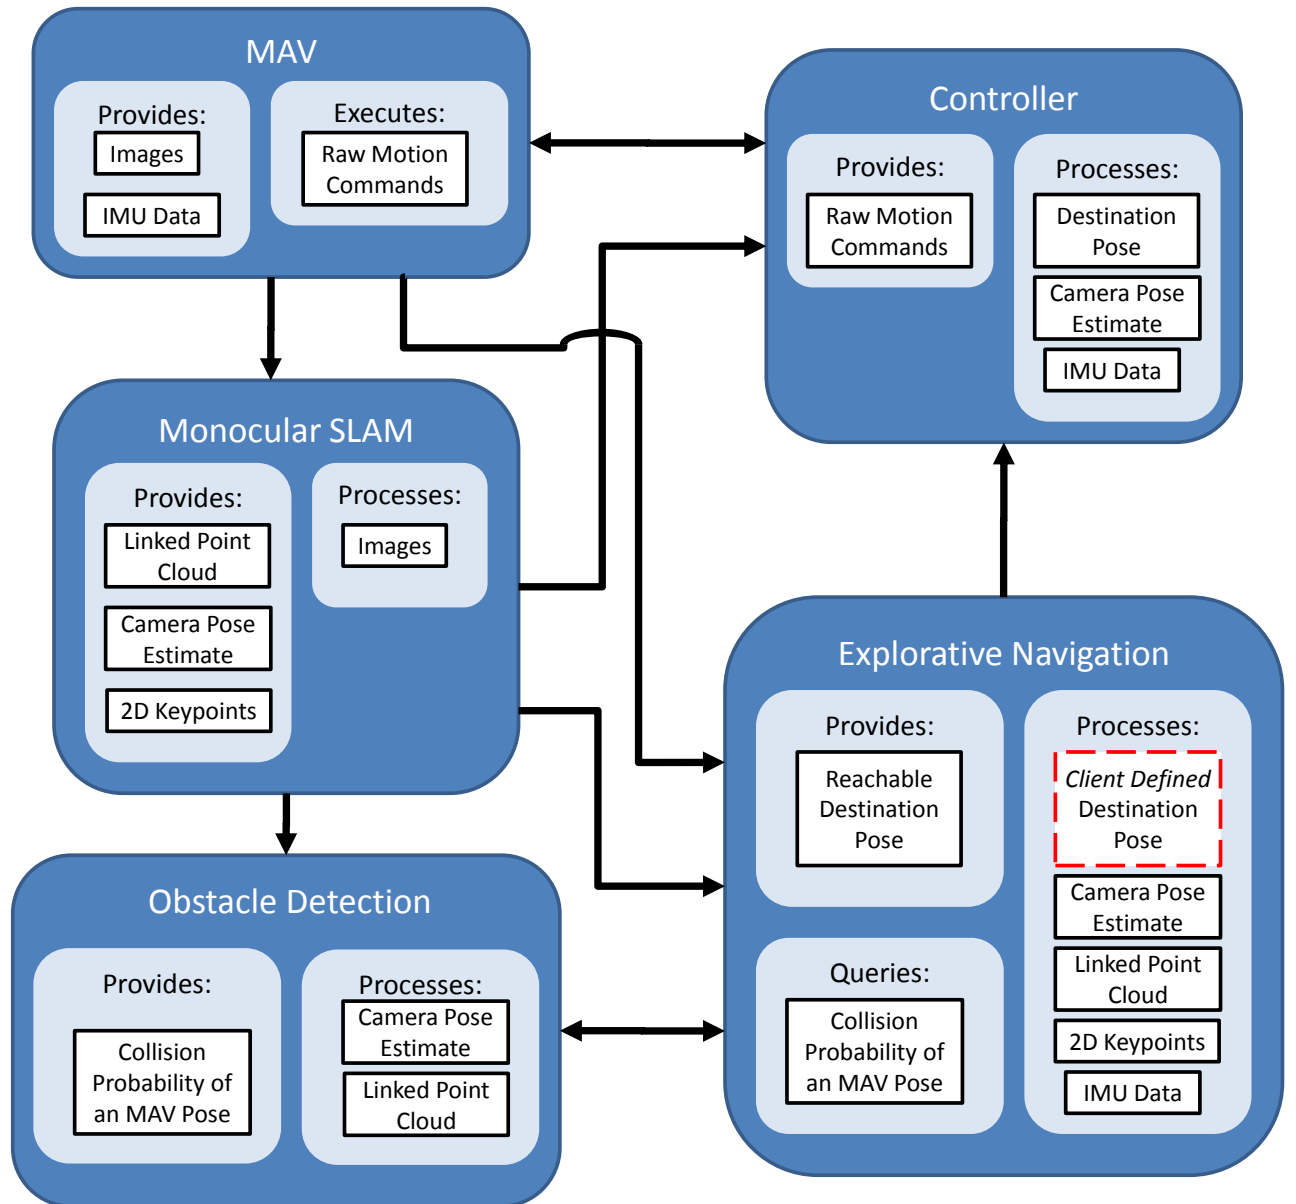 MAV
Provides:
Images
IMU Data
Executes:
Raw Motion
Commands
Controller
Provides:
Raw Motion
Commands
Processes:
Destination
Pose
Camera Pose
Estimate
IMU Data
Monocular SLAM
Provides:
Linked Point
Cloud
Camera Pose
Estimate
2D Keypoints
Processes:
Images
Explorative Navigation
Provides:
Reachable
Destination
Pose
Queries:
Collision
Probability of
an MAV Pose
Processes:
Client Defined
Destination
Pose
Camera Pose
Estimate
Linked Point
Cloud
2D Keypoints
IMU Data
Obstacle Detection
Provides:
Collision
Probability of
an MAV Pose
Processes:
Camera Pose
Estimate
Linked Point
Cloud